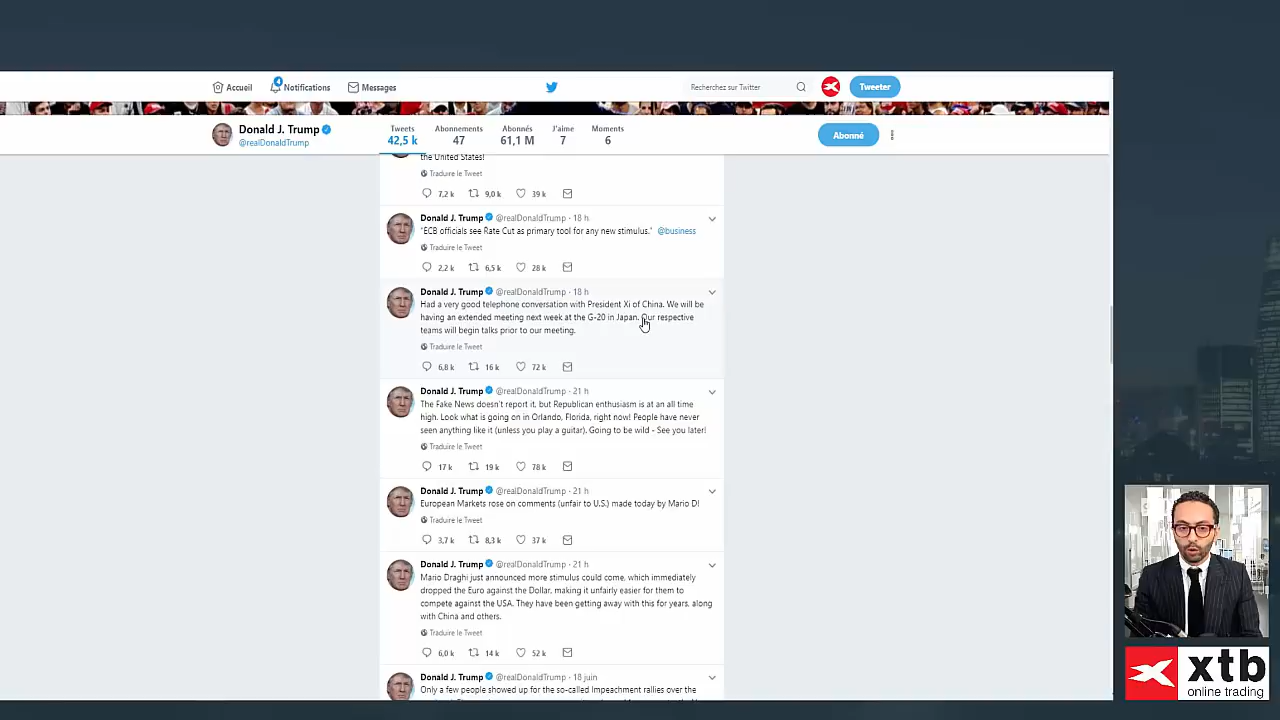 Accueil
4
Notifications
Messages
Recherchez sur Twitter
Tweeter
Donald J. Trump
@realDonaldTrump
Tweets
42,5 k
Abonnements
47
Abonnés
61,1 M
J'aime
7
Moments
6
Abonné
the United States!
Traduire le Tweet
7,2 k 9,0 k 39 k
Donald J. Trump @realDonaldTrump · 18 h
"ECB officials see Rate Cut as primary tool for any new stimulus." @business
Traduire le Tweet
2,2 k 6,5 k 28 k
Donald J. Trump @realDonaldTrump · 18 h
Had a very good telephone conversation with President Xi of China. We will be
having an extended meeting next week at the G-20 in Japan. Our respective
teams will begin talks prior to our meeting.
Traduire le Tweet
6,8 k 16 k 72 k
Donald J. Trump @realDonaldTrump · 21 h
The Fake News doesn't report it, but Republican enthusiasm is at an all time
high. Look what is going on in Orlando, Florida, right now! People have never
seen anything like it (unless you play a guitar). Going to be wild - See you later!
Traduire le Tweet
17 k 19 k 78 k
Donald J. Trump @realDonaldTrump · 21 h
European Markets rose on comments (unfair to U.S.) made today by Mario D!
Traduire le Tweet
3,7 k 8,3 k 37 k
Donald J. Trump @realDonaldTrump · 21 h
Mario Draghi just announced more stimulus could come, which immediately
dropped the Euro against the Dollar, making it unfairly easier for them to
compete against the USA. They have been getting away with this for years, along
with China and others.
Traduire le Tweet
6,0 k 14 k 52 k
Donald J. Trump @realDonaldTrump · 18 juin
Only a few people showed up for the so-called Impeachment rallies over the
xtb
online trading